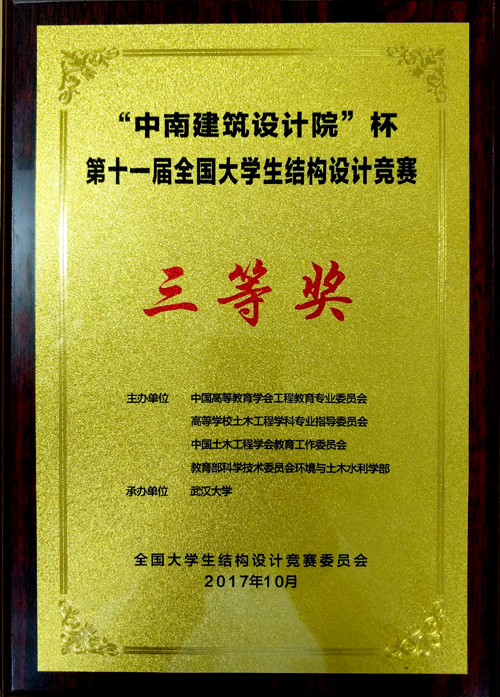 “中南建筑设计院”杯
第十一届全国大学生结构设计竞赛
三等奖
主办单位 中国高等教育学会工程教育专业委员会
高等学校土木工程学科专业指导委员会
中国土木工程学会教育工作委员会
教育部科学技术委员会环境与土木水利学部
承办单位 武汉大学
全国大学生结构设计竞赛委员会
2017年10月